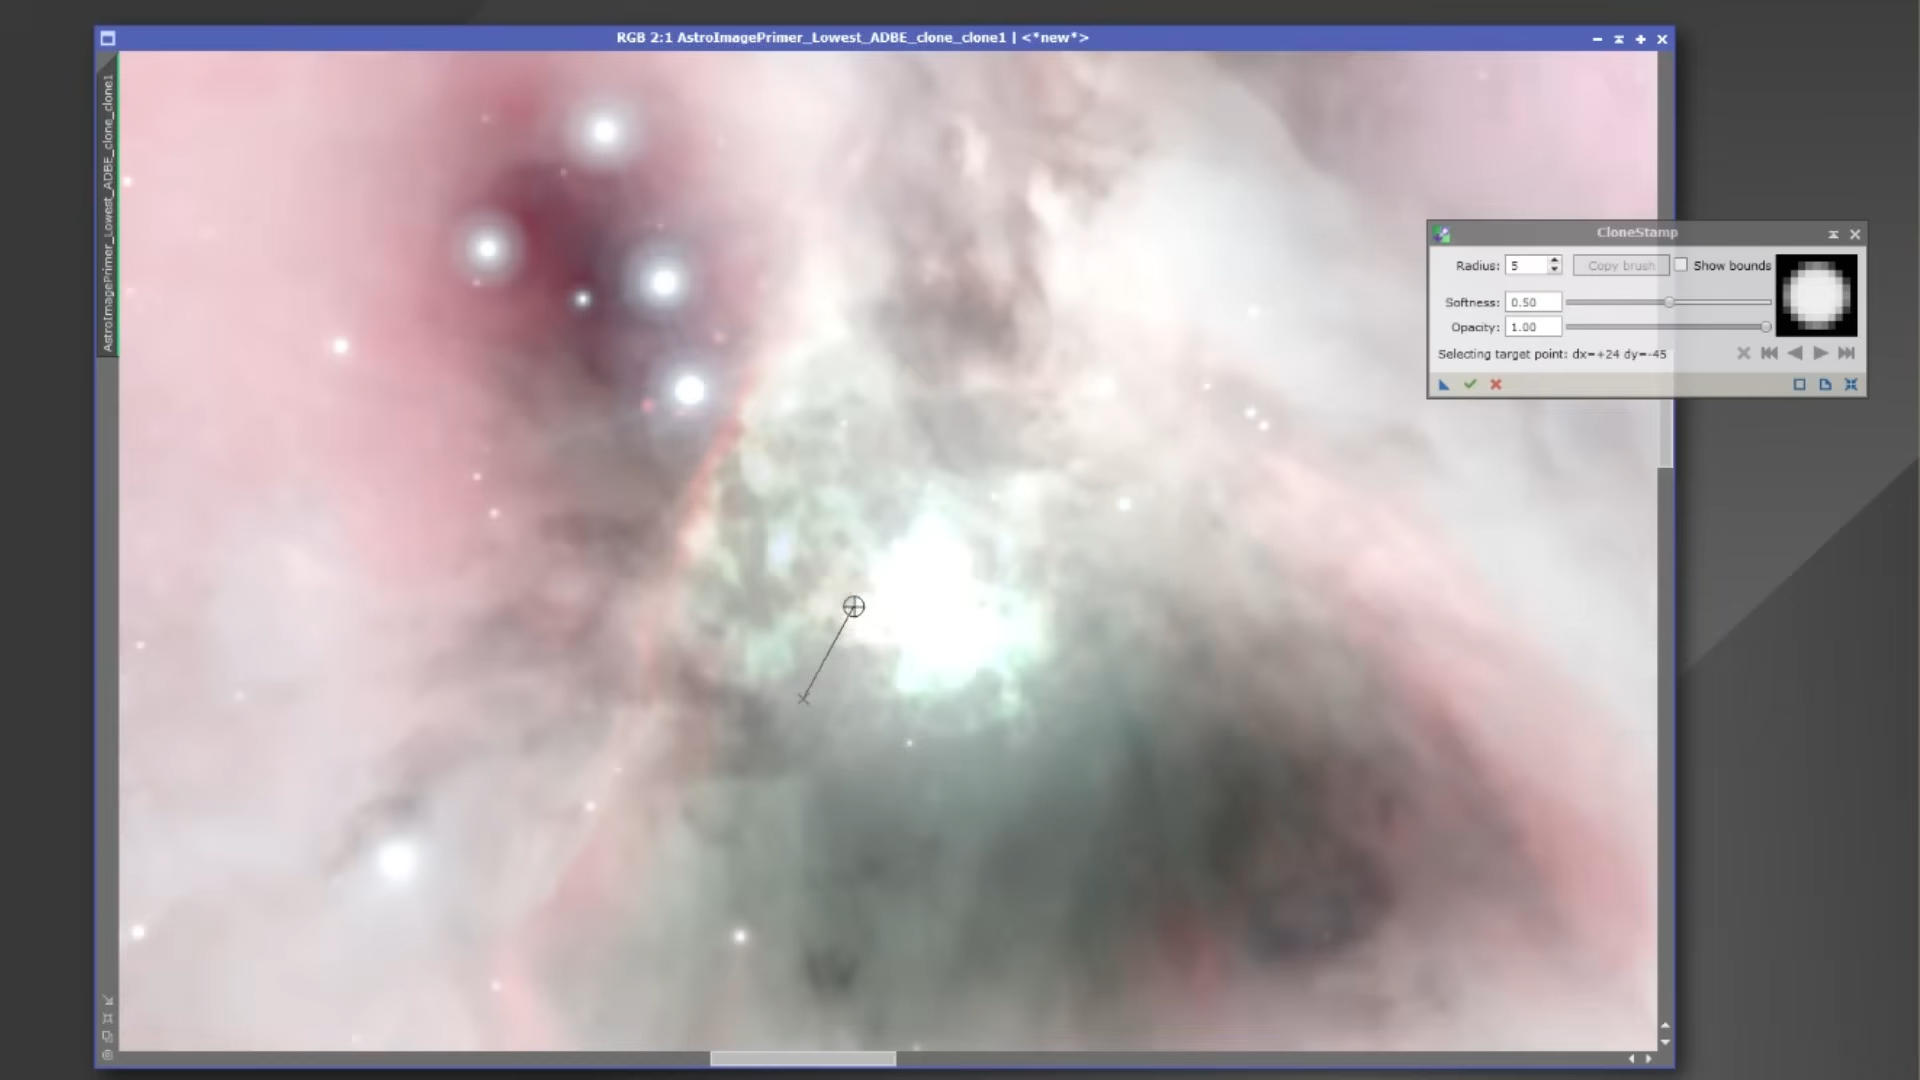 RGB 2:1 AstroImagePrimer_Lowest_ADBE_clone_clone1 | <*new*>
AstroImagePrimer_Lowest_ADBE_clone_clone1
CloneStamp
Radius: 5 Copy brush Show bounds
Softness: 0.50
Opacity: 1.00
Selecting target point: dx=+24 dy=-45